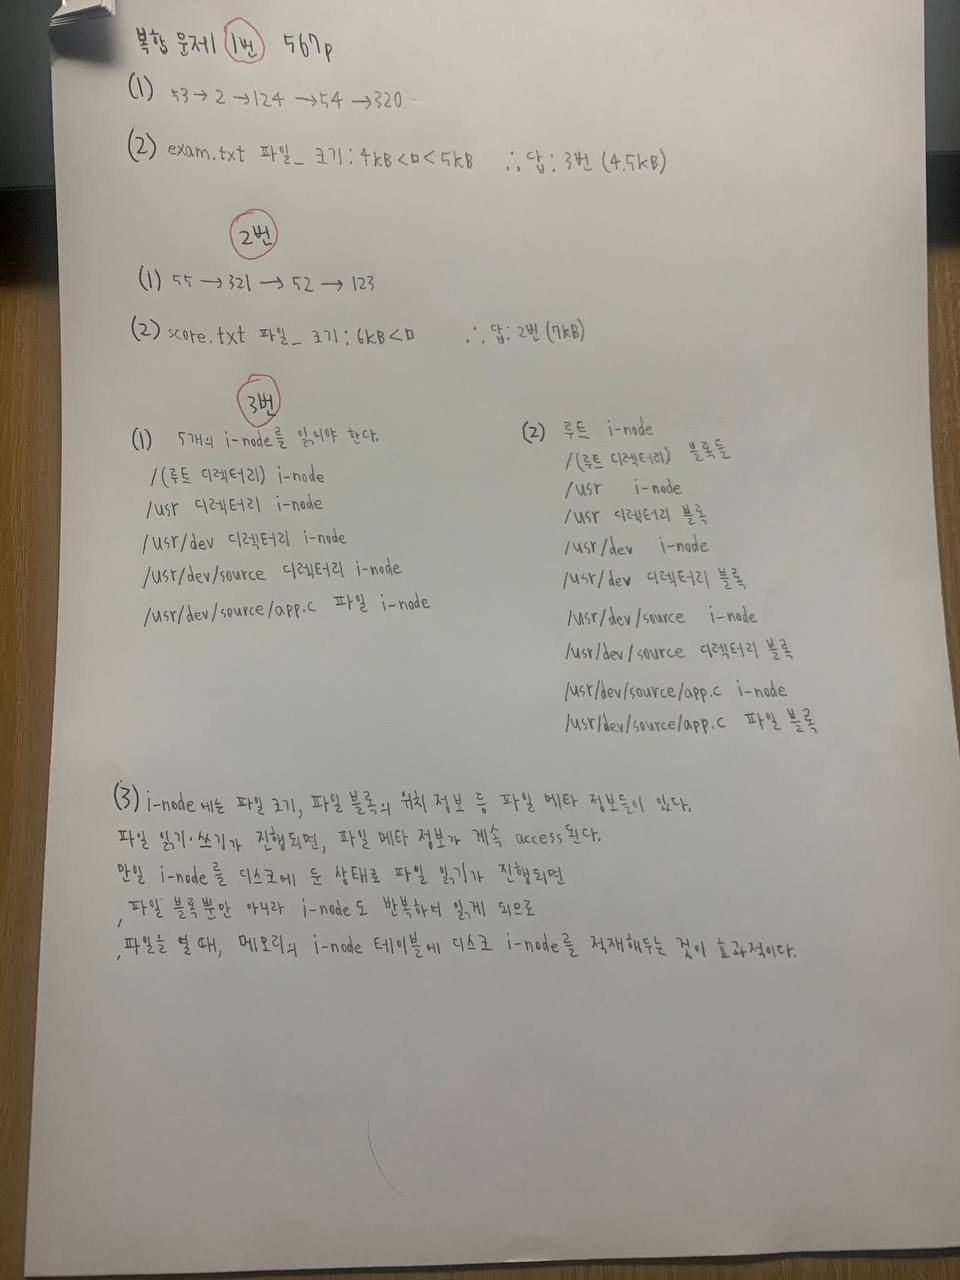 복합 문제 1번 567p
(1) 53→2→124→54→320
(2) exam.txt 파일_ 크기: 4kB<ㅁ<5kB ∴답: 3번 (4.5kB)
2번
(1) 55→321→52→123
(2) score.txt 파일_ 크기: 6kB<ㅁ ∴답: 2번 (7kB)
3번
(1) 5개의 i-node를 읽어야 한다.
/(루트 디렉터리) i-node
/usr 디렉터리 i-node
/usr/dev 디렉터리 i-node
/usr/dev/source 디렉터리 i-node
/usr/dev/source/app.c 파일 i-node
(2) 루트 i-node
/(루트 디렉터리) 블록들
/usr i-node
/usr 디렉터리 블록
/usr/dev i-node
/usr/dev 디렉터리 블록
/usr/dev/source i-node
/usr/dev/source 디렉터리 블록
/usr/dev/source/app.c i-node
/usr/dev/source/app.c 파일 블록
(3) i-node에는 파일 크기, 파일 블록의 위치 정보 등 파일 메타 정보들이 있다.
파일 읽기·쓰기가 진행되면, 파일 메타 정보가 계속 access된다.
만일 i-node를 디스크에 둔 상태로 파일 읽기가 진행되면
, 파일 블록뿐만 아니라 i-node도 반복하여 읽게 되므로
, 파일을 열 때, 메모리의 i-node 테이블에 디스크 i-node를 적재해두는 것이 효과적이다.